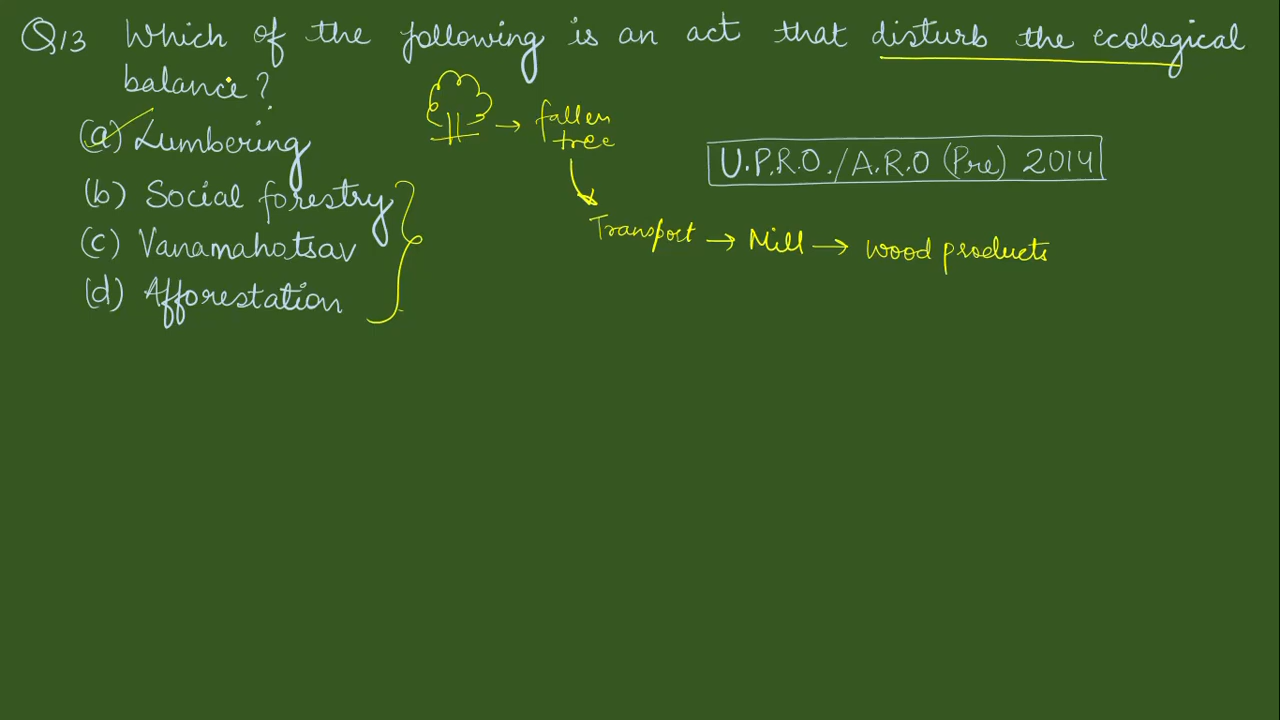 Q13 Which of the following is an act that disturb the ecological
balance?
(a) Lumbering
(b) Social forestry
(c) Vanamahotsav
(d) Afforestation
fallen
tree
U.P.R.O./A.R.O (Pre) 2014
Transport → Mill → wood products